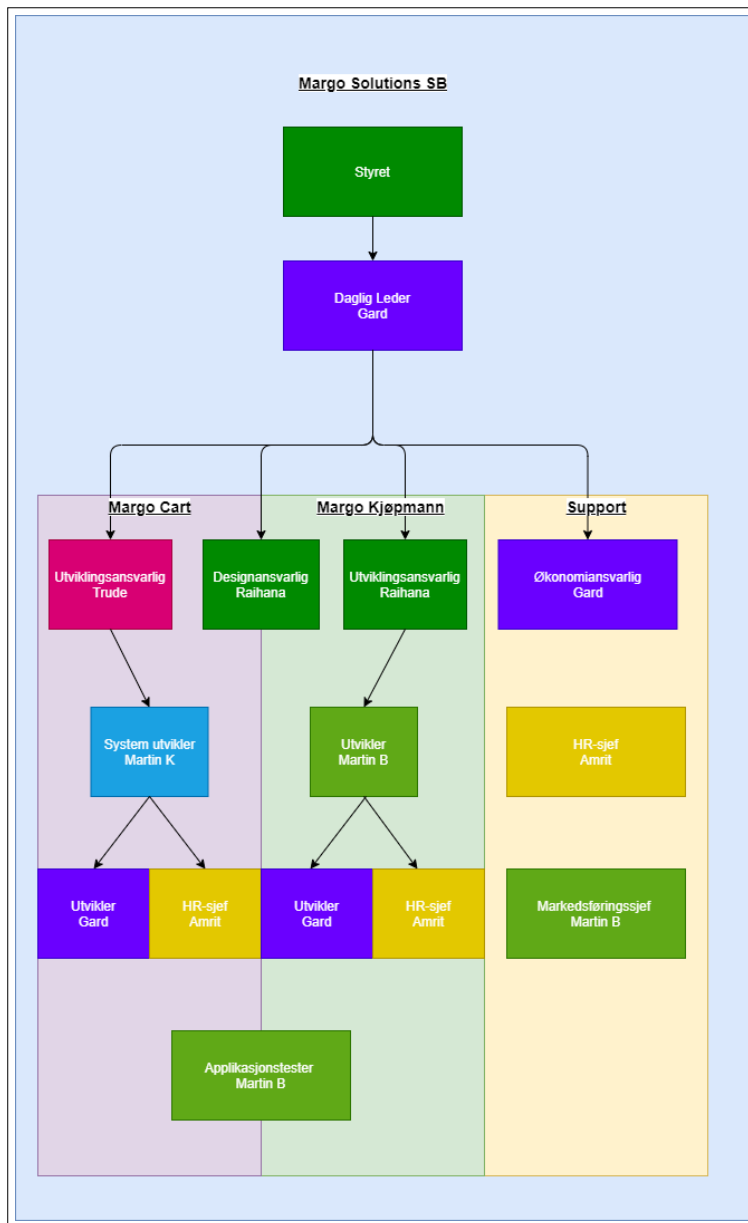 Margo Solutions SB
Styret
Daglig Leder
Gard
Margo Cart
Margo Kjøpmann
Support
Utviklingsansvarlig
Trude
Designansvarlig
Raihana
Utviklingsansvarlig
Raihana
Økonomiansvarlig
Gard
System utvikler
Martin K
Utvikler
Martin B
HR-sjef
Amrit
Utvikler
Gard
HR-sjef
Amrit
Utvikler
Gard
HR-sjef
Amrit
Markedsføringssjef
Martin B
Applikasjonstester
Martin B